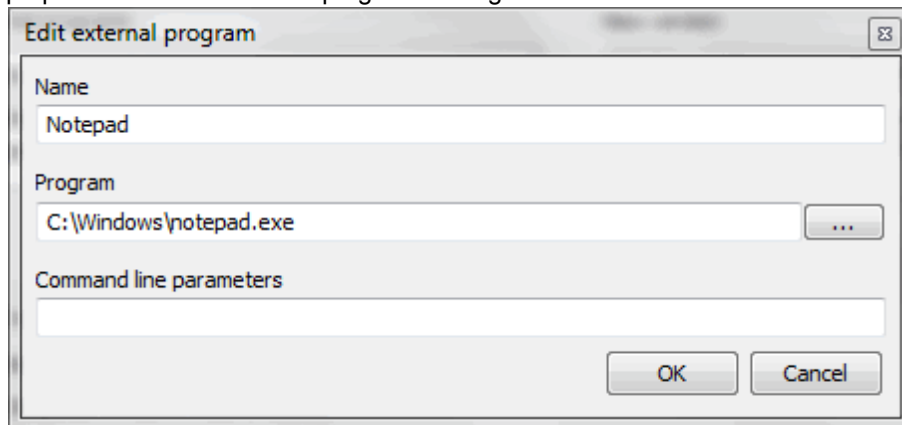 Edit external program
Name
Notepad
Program
C:\Windows\notepad.exe
...
Command line parameters
OK
Cancel